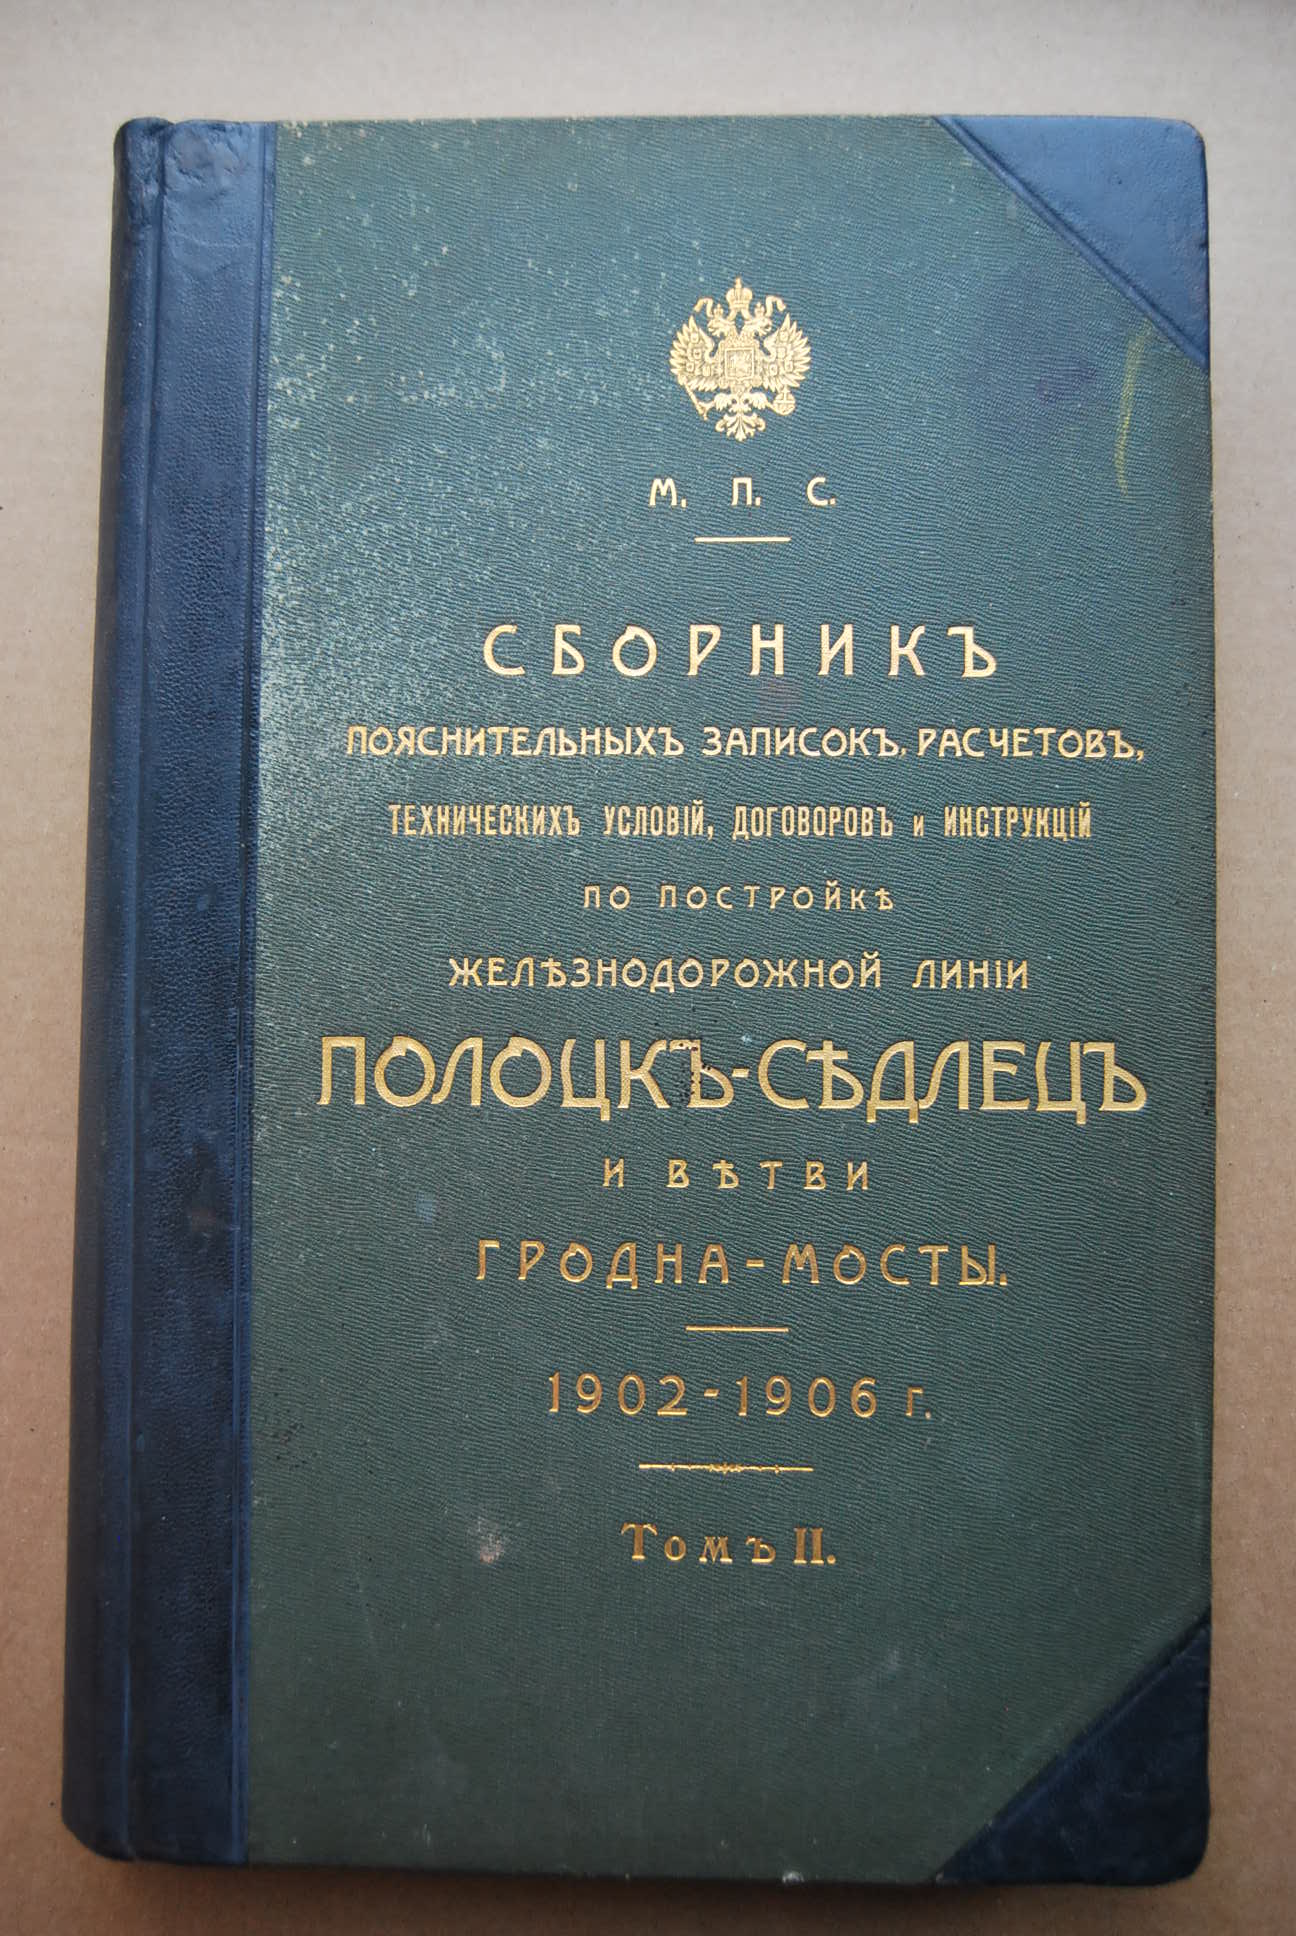 М. П. С.
СБОРНИКЪ
ПОЯСНИТЕЛЬНЫХЪ ЗАПИСОКЪ, РАСЧЕТОВЪ,
ТЕХНИЧЕСКИХЪ УСЛОВІЙ, ДОГОВОРОВЪ и ИНСТРУКЦІЙ
ПО ПОСТРОЙКѢ
ЖЕЛѢЗНОДОРОЖНОЙ ЛИНІИ
ПОЛОЦКЪ-СѢДЛЕЦЪ
И ВѢТВИ
ГРОДНА-МОСТЫ.
1902-1906 г.
Томъ II.